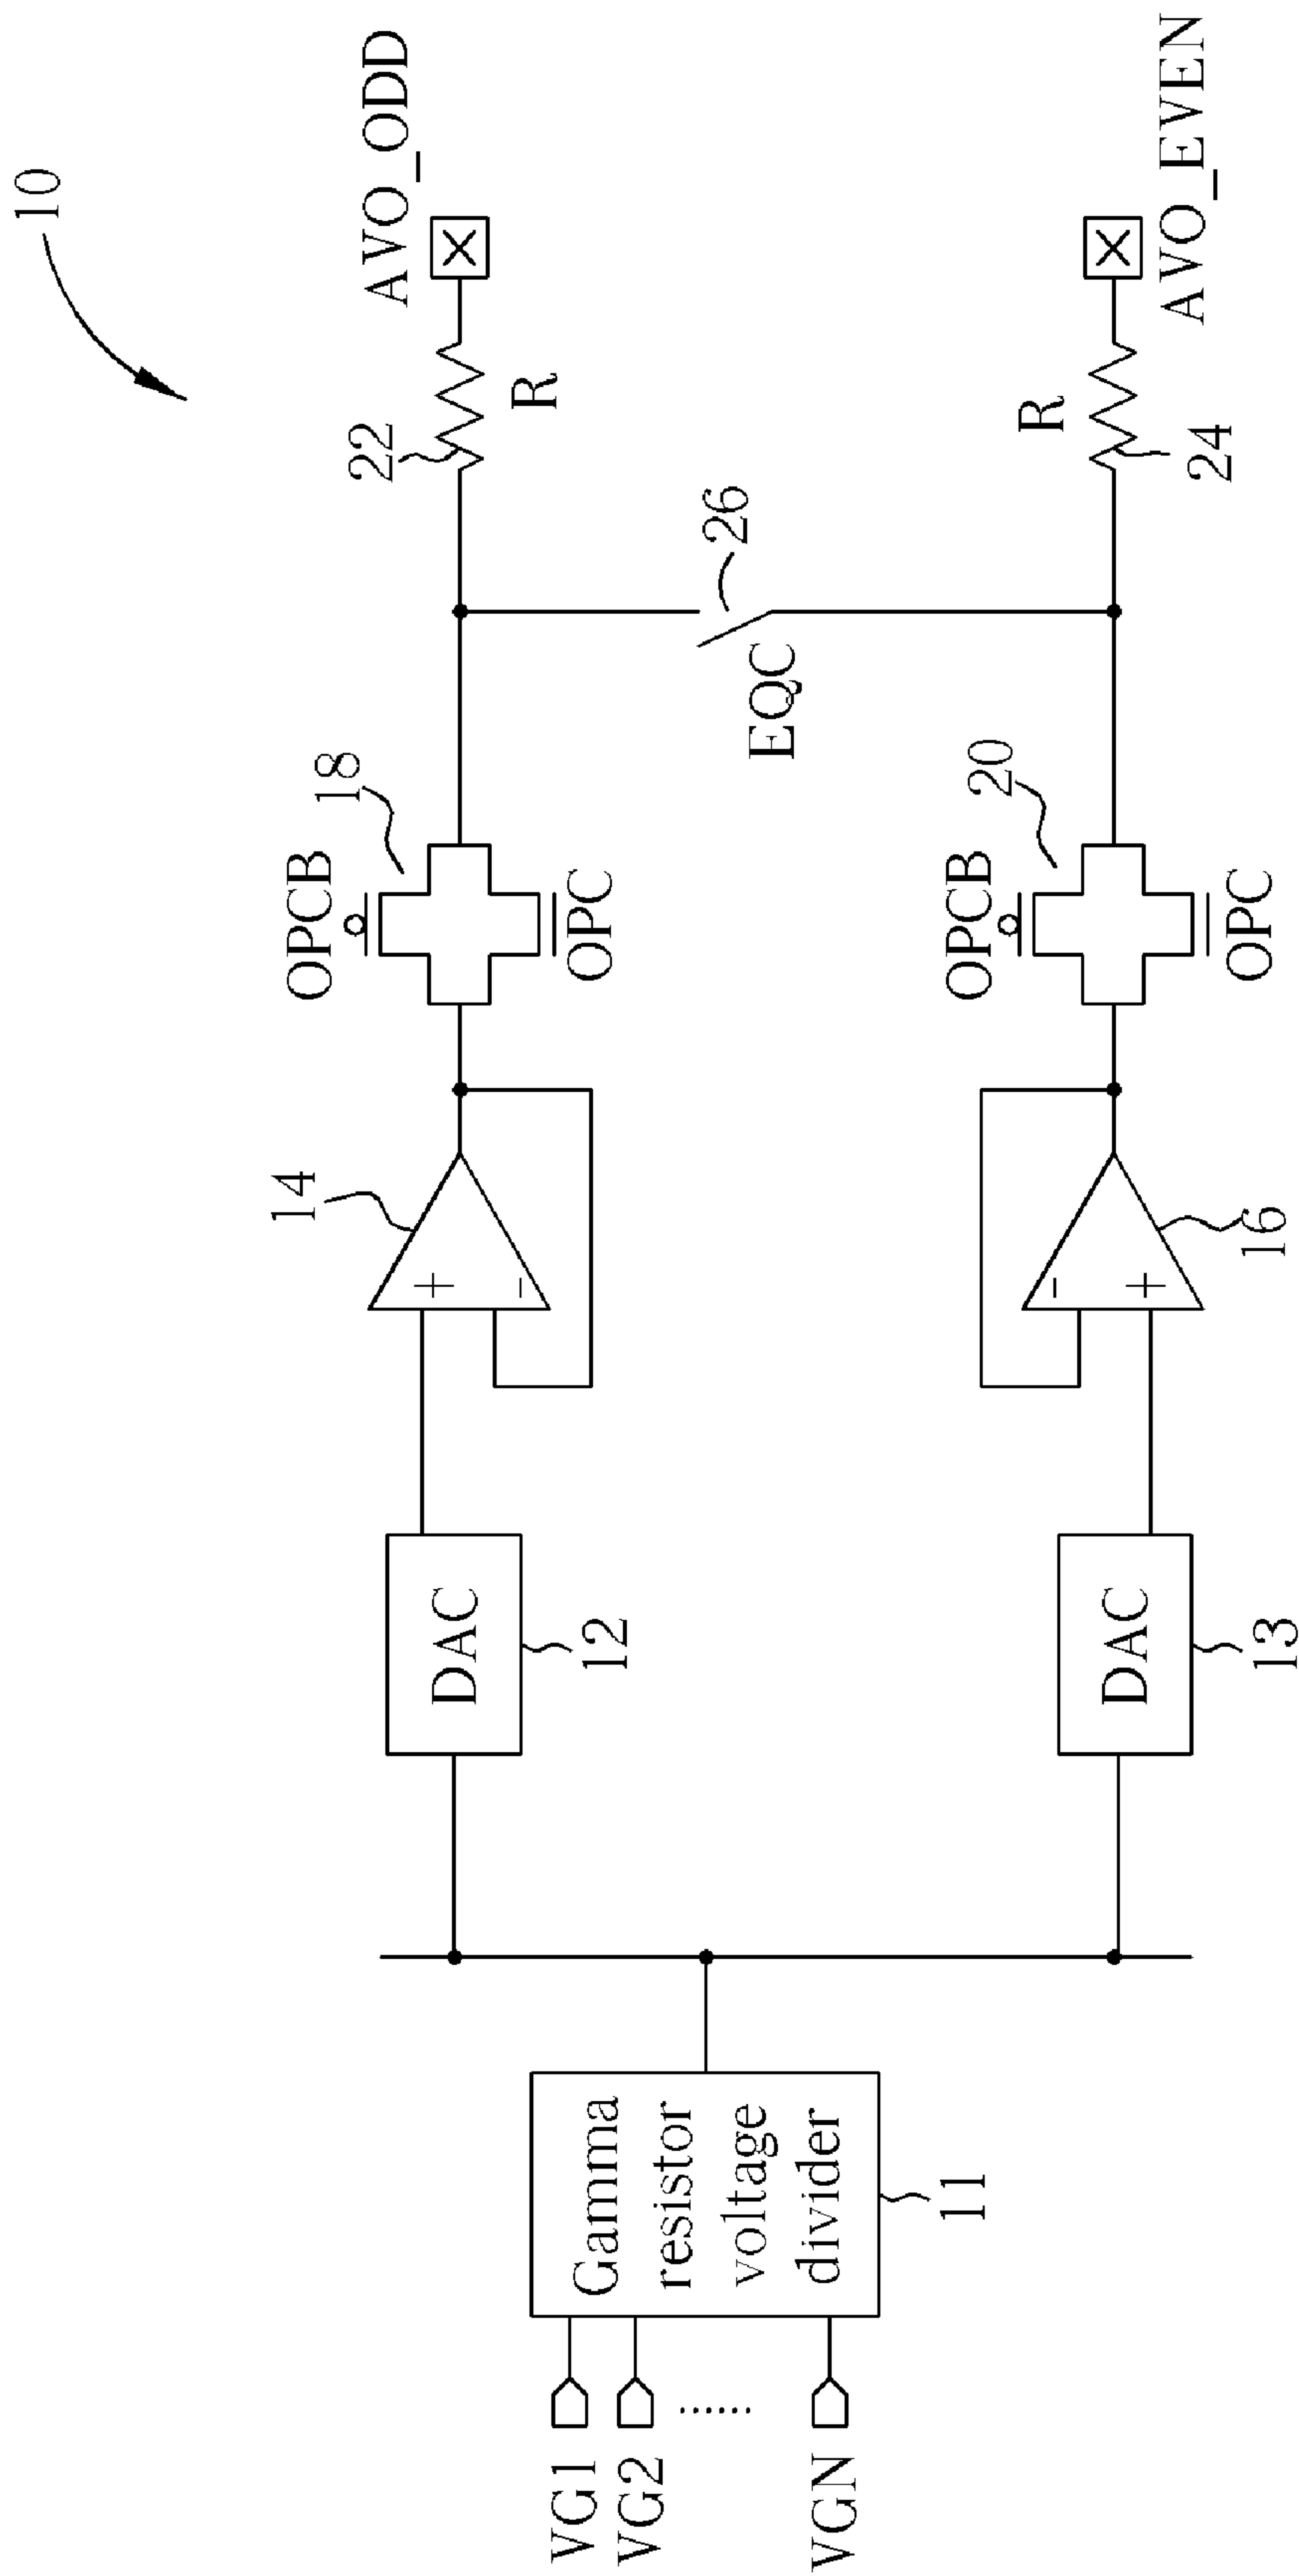 10
AVO_ODD
22
R
18
OPCB
OPC
14
DAC
12
26
EQC
VG1
VG2
......
VGN
Gamma
resistor
voltage
divider
11
R
24
AVO_EVEN
20
OPCB
OPC
16
DAC
13
+
-
-
+